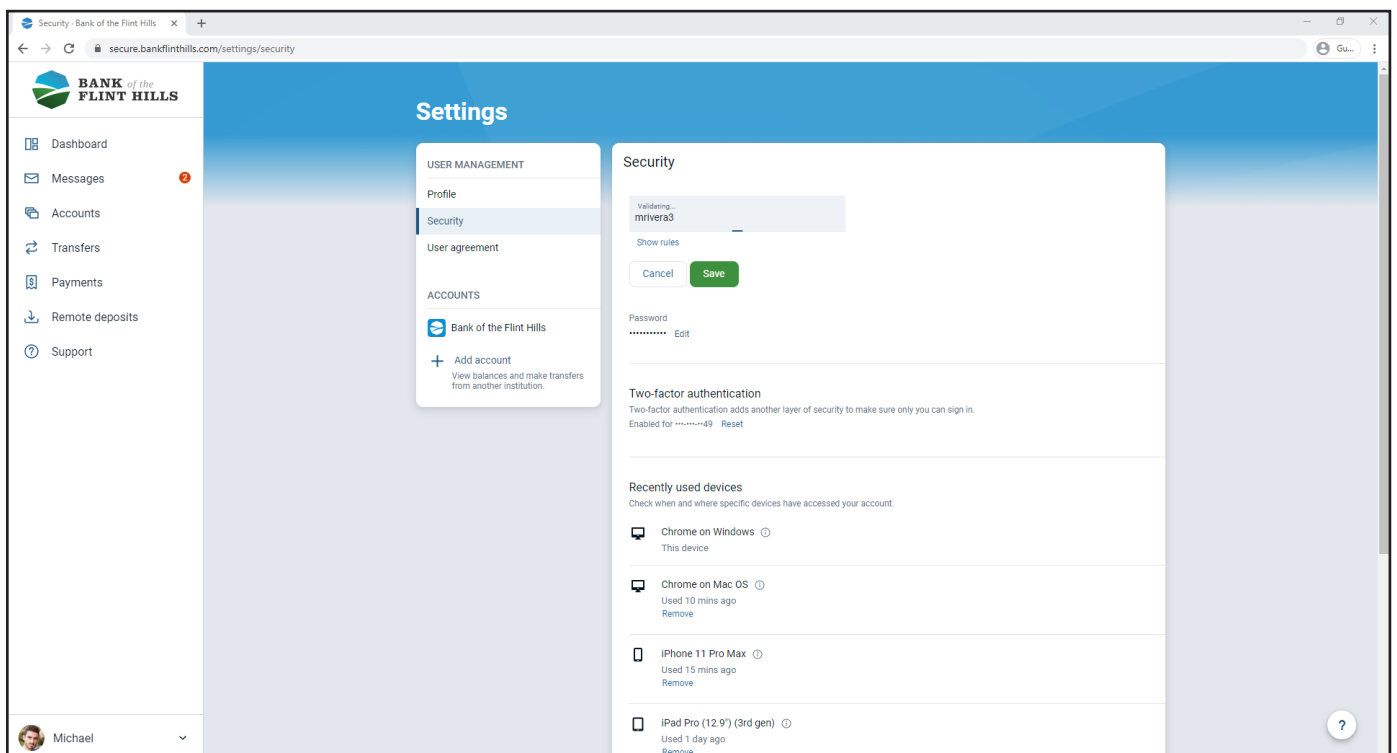 Security - Bank of the Flint Hills
secure.bankflinthills.com/settings/security
Gu...
BANK of the
FLINT HILLS
Dashboard
Messages
2
Accounts
Transfers
Payments
Remote deposits
Support
Michael
Settings
USER MANAGEMENT
Profile
Security
User agreement
ACCOUNTS
Bank of the Flint Hills
Add account
View balances and make transfers
from another institution.
Security
Validating...
mrivera3
Show rules
Cancel
Save
Password
••••••••••• Edit
Two-factor authentication
Two-factor authentication adds another layer of security to make sure only you can sign in.
Enabled for •••-•••-••49 Reset
Recently used devices
Check when and where specific devices have accessed your account.
Chrome on Windows
This device
Chrome on Mac OS
Used 10 mins ago
Remove
iPhone 11 Pro Max
Used 15 mins ago
Remove
iPad Pro (12.9") (3rd gen)
Used 1 day ago
Remove
?